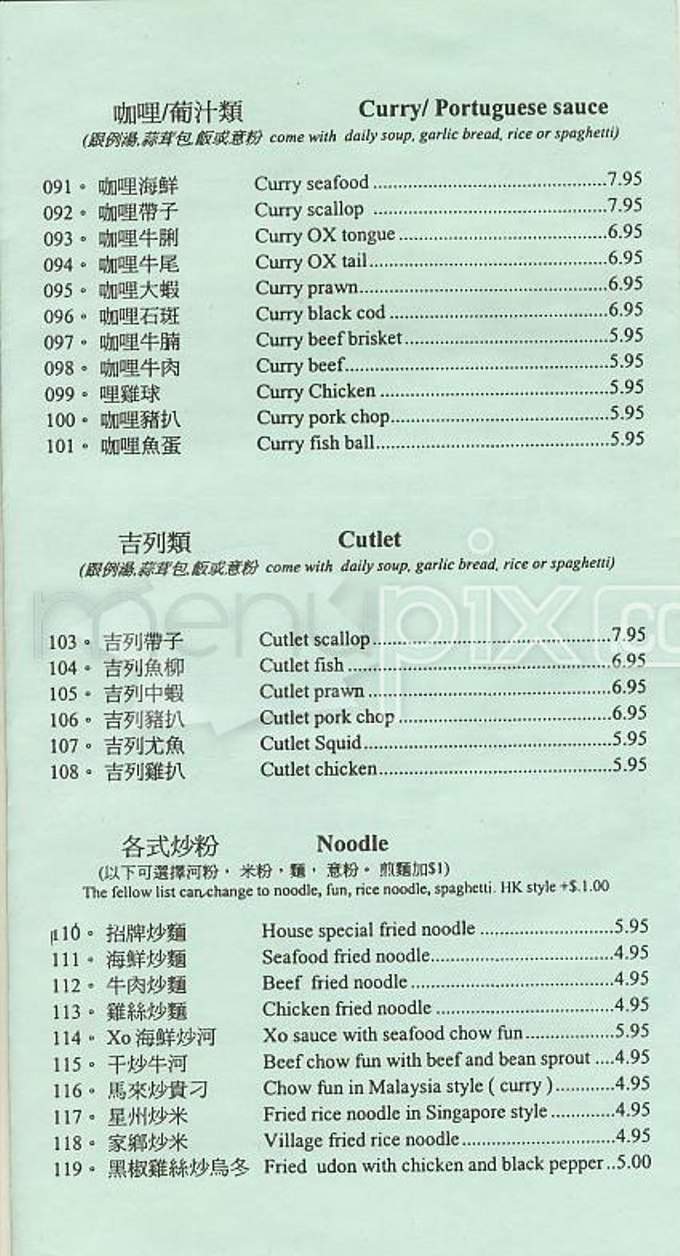 咖哩/葡汁類 Curry/ Portuguese sauce
(跟例湯,蒜茸包,飯或意粉 come with daily soup, garlic bread, rice or spaghetti)
091。咖哩海鮮 Curry seafood ........7.95
092。咖哩帶子 Curry scallop ........7.95
093。咖哩牛脷 Curry OX tongue ........6.95
094。咖哩牛尾 Curry OX tail........6.95
095。咖哩大蝦 Curry prawn........6.95
096。咖哩石斑 Curry black cod ........6.95
097。咖哩牛腩 Curry beef brisket........5.95
098。咖哩牛肉 Curry beef........5.95
099。哩雞球 Curry Chicken ........5.95
100。咖哩豬扒 Curry pork chop........5.95
101。咖哩魚蛋 Curry fish ball........5.95
吉列類 Cutlet
(跟例湯,蒜茸包,飯或意粉 come with daily soup, garlic bread, rice or spaghetti)
menupix.co
103。吉列帶子 Cutlet scallop........7.95
104。吉列魚柳 Cutlet fish ........6.95
105。吉列中蝦 Cutlet prawn ........6.95
106。吉列豬扒 Cutlet pork chop ........6.95
107。吉列尤魚 Cutlet Squid........5.95
108。吉列雞扒 Cutlet chicken........5.95
各式炒粉 Noodle
(以下可選擇河粉，米粉，麵，意粉。煎麵加$1)
The fellow list can change to noodle, fun, rice noodle, spaghetti. HK style +$.1.00
110。招牌炒麵 House special fried noodle ........5.95
111。海鮮炒麵 Seafood fried noodle........4.95
112。牛肉炒麵 Beef fried noodle ........4.95
113。雞絲炒麵 Chicken fried noodle ........4.95
114。Xo 海鮮炒河 Xo sauce with seafood chow fun........5.95
115。干炒牛河 Beef chow fun with beef and bean sprout ....4.95
116。馬來炒貴刁 Chow fun in Malaysia style ( curry )........4.95
117。星州炒米 Fried rice noodle in Singapore style ........4.95
118。家鄉炒米 Village fried rice noodle........4.95
119。黑椒雞絲炒烏冬 Fried udon with chicken and black pepper..5.00